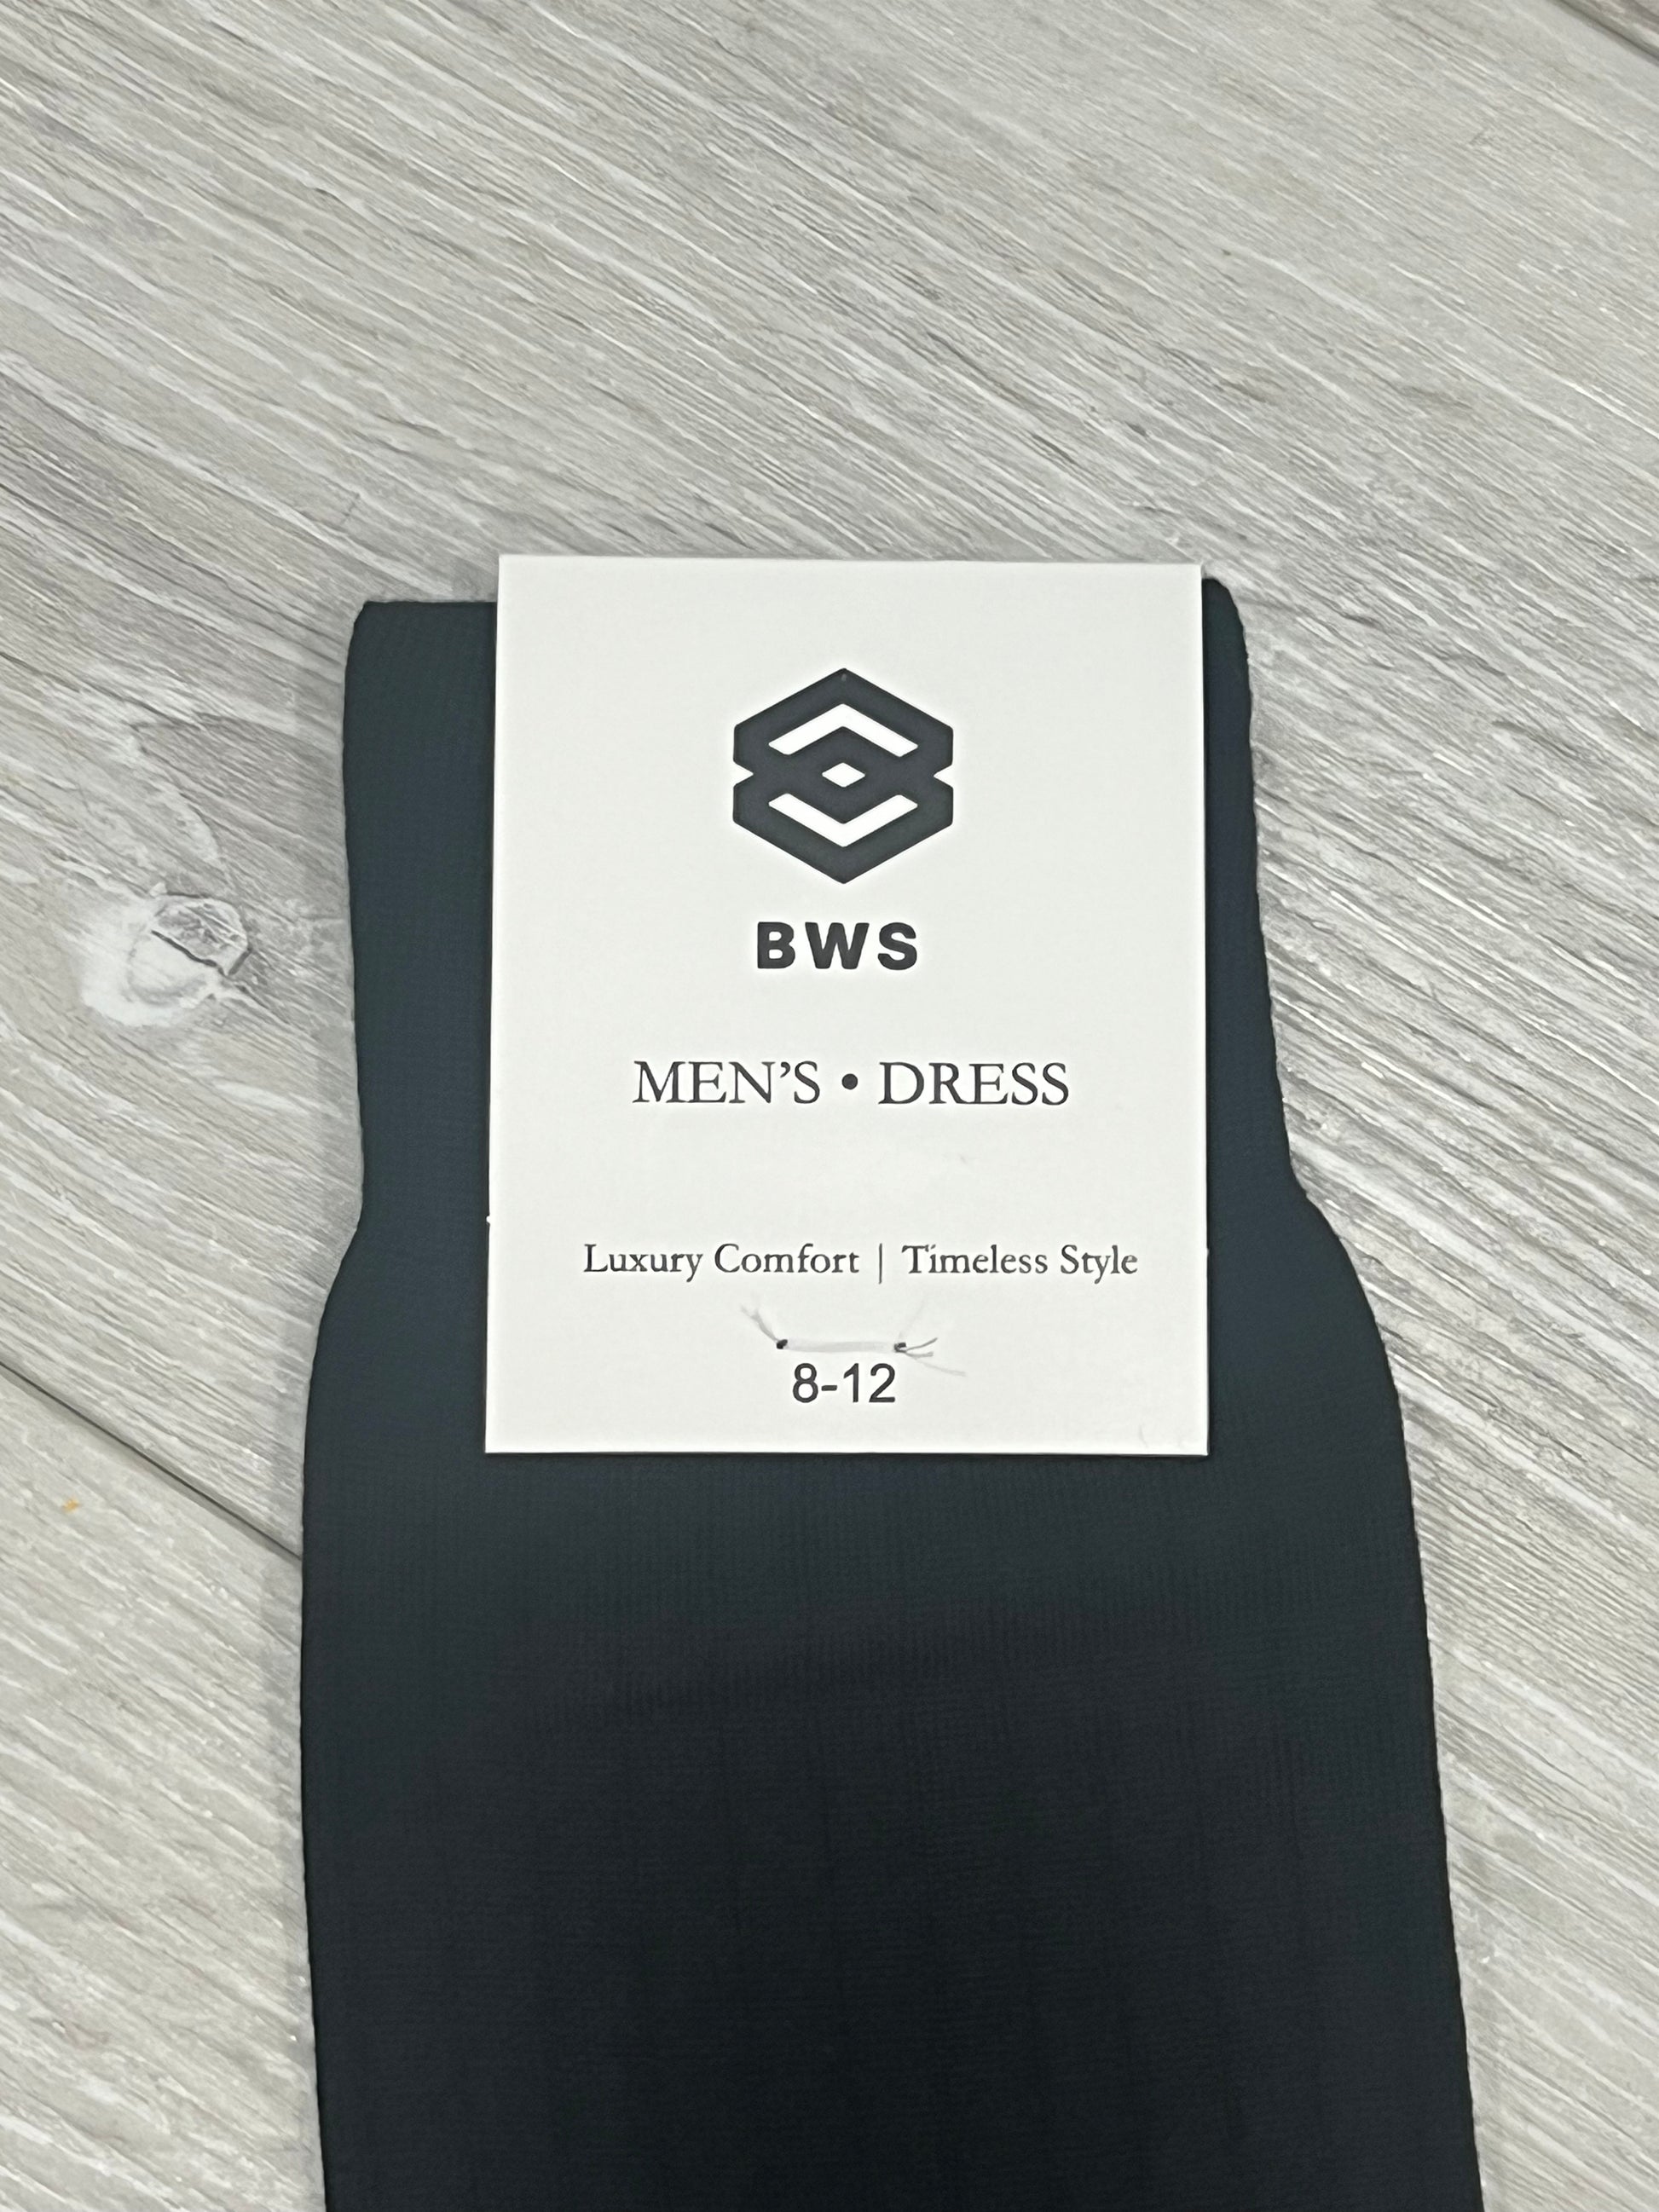 BWS
MEN'S • DRESS
Luxury Comfort | Timeless Style
8-12